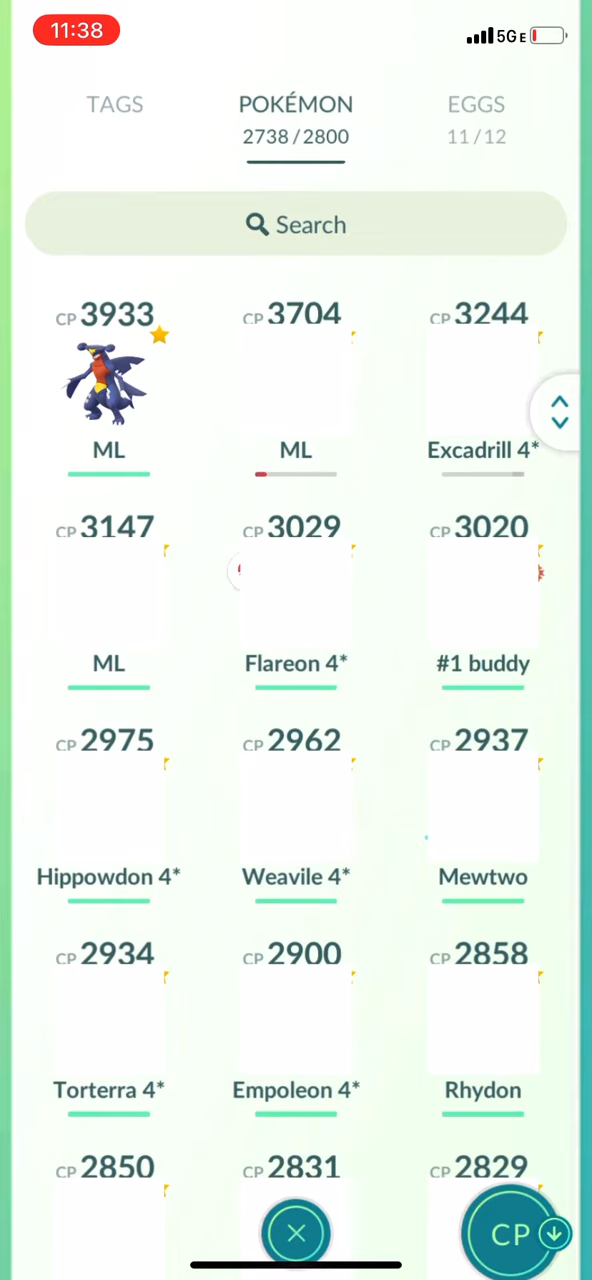 11:38 5GE
TAGS POKÉMON EGGS
2738/2800 11/12
Search
CP 3933 CP 3704 CP 3244
ML ML Excadrill 4*
CP 3147 CP 3029 CP 3020
ML Flareon 4* #1 buddy
CP 2975 CP 2962 CP 2937
Hippowdon 4* Weavile 4* Mewtwo
CP 2934 CP 2900 CP 2858
Torterra 4* Empoleon 4* Rhydon
CP 2850 CP 2831 CP 2829
CP